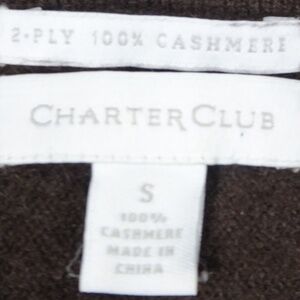 2-PLY 100% CASHMERE
CHARTER CLUB
S
100%
CASHMERE
MADE IN
CHINA